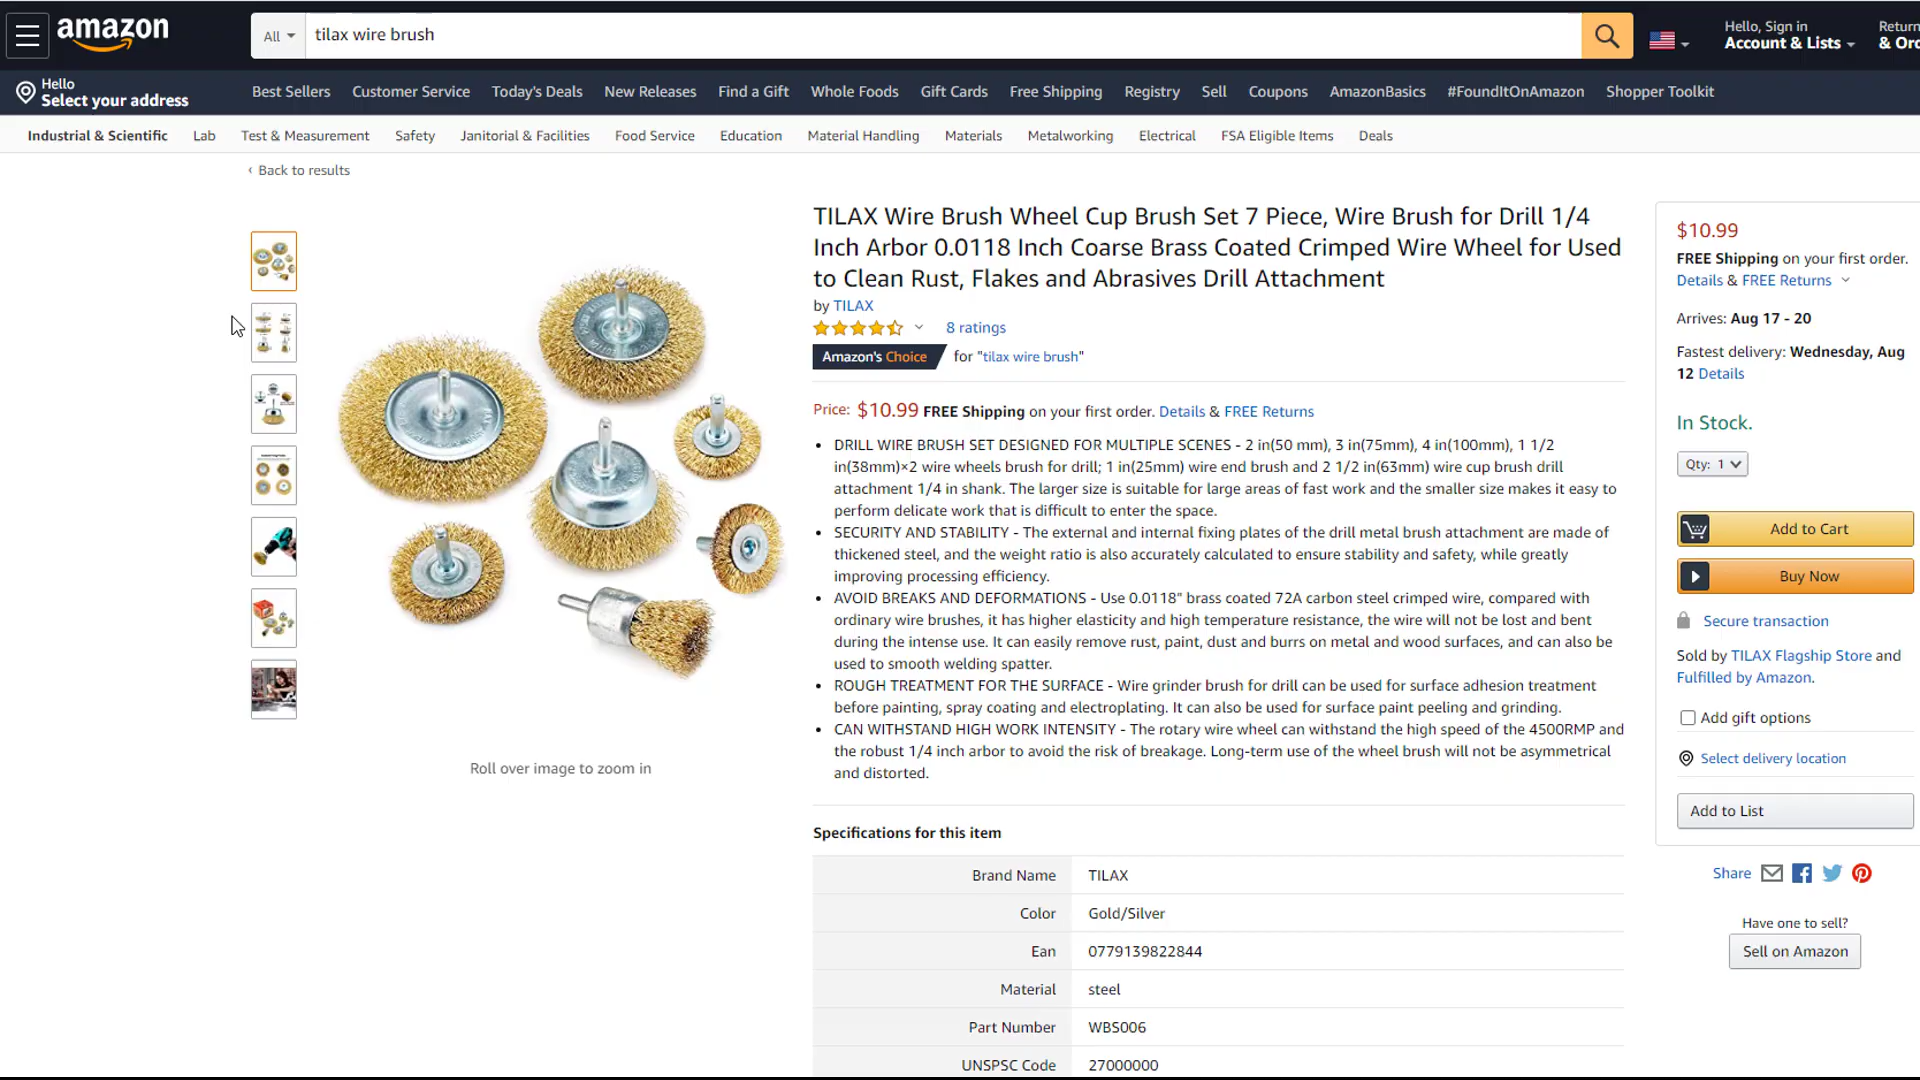 amazon
All
tilax wire brush
Hello, Sign in
Account & Lists
Return
& Or
Hello
Select your address
Best Sellers
Customer Service
Today's Deals
New Releases
Find a Gift
Whole Foods
Gift Cards
Free Shipping
Registry
Sell
Coupons
AmazonBasics
#FoundItOnAmazon
Shopper Toolkit
Industrial & Scientific
Lab
Test & Measurement
Safety
Janitorial & Facilities
Food Service
Education
Material Handling
Materials
Metalworking
Electrical
FSA Eligible Items
Deals
‹ Back to results
Roll over image to zoom in
TILAX Wire Brush Wheel Cup Brush Set 7 Piece, Wire Brush for Drill 1/4
Inch Arbor 0.0118 Inch Coarse Brass Coated Crimped Wire Wheel for Used
to Clean Rust, Flakes and Abrasives Drill Attachment
by TILAX
8 ratings
Amazon's Choice for "tilax wire brush"
Price: $10.99 FREE Shipping on your first order. Details & FREE Returns
• DRILL WIRE BRUSH SET DESIGNED FOR MULTIPLE SCENES - 2 in(50 mm), 3 in(75mm), 4 in(100mm), 1 1/2
in(38mm)×2 wire wheels brush for drill; 1 in(25mm) wire end brush and 2 1/2 in(63mm) wire cup brush drill
attachment 1/4 in shank. The larger size is suitable for large areas of fast work and the smaller size makes it easy to
perform delicate work that is difficult to enter the space.
• SECURITY AND STABILITY - The external and internal fixing plates of the drill metal brush attachment are made of
thickened steel, and the weight ratio is also accurately calculated to ensure stability and safety, while greatly
improving processing efficiency.
• AVOID BREAKS AND DEFORMATIONS - Use 0.0118" brass coated 72A carbon steel crimped wire, compared with
ordinary wire brushes, it has higher elasticity and high temperature resistance, the wire will not be lost and bent
during the intense use. It can easily remove rust, paint, dust and burrs on metal and wood surfaces, and can also be
used to smooth welding spatter.
• ROUGH TREATMENT FOR THE SURFACE - Wire grinder brush for drill can be used for surface adhesion treatment
before painting, spray coating and electroplating. It can also be used for surface paint peeling and grinding.
• CAN WITHSTAND HIGH WORK INTENSITY - The rotary wire wheel can withstand the high speed of the 4500RMP and
the robust 1/4 inch arbor to avoid the risk of breakage. Long-term use of the wheel brush will not be asymmetrical
and distorted.
Specifications for this item
Brand Name TILAX
Color Gold/Silver
Ean 0779139822844
Material steel
Part Number WBS006
UNSPSC Code 27000000
$10.99
FREE Shipping on your first order.
Details & FREE Returns
Arrives: Aug 17 - 20
Fastest delivery: Wednesday, Aug
12 Details
In Stock.
Qty: 1
Add to Cart
Buy Now
Secure transaction
Sold by TILAX Flagship Store and
Fulfilled by Amazon.
Add gift options
Select delivery location
Add to List
Share
Have one to sell?
Sell on Amazon